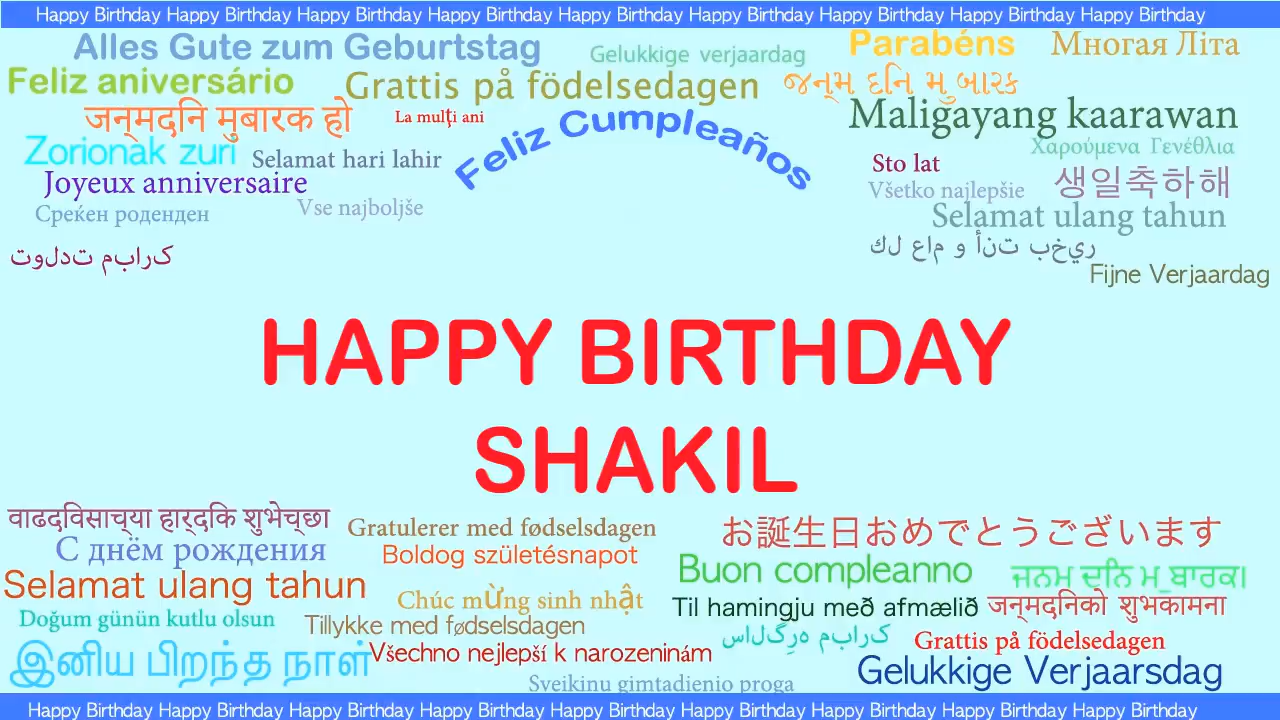 Happy Birthday Happy Birthday Happy Birthday Happy Birthday Happy Birthday Happy Birthday Happy Birthday Happy Birthday Happy Birthday
Alles Gute zum Geburtstag
Gelukkige verjaardag
Parabéns
Многая Літа
Feliz aniversário
Grattis på födelsedagen
જન્મ દિન મુબારક
जन्मदिन मुबारक हो
La mulţi ani
Feliz Cumpleaños
Maligayang kaarawan
Zorionak zuri
Selamat hari lahir
Sto lat
Χαρούμενα Γενέθλια
Joyeux anniversaire
Všetko najlepšie
생일축하해
Среќен роденден
Vse najboljše
Selamat ulang tahun
تولدت مبارک
كل عام و أنت بخير
Fijne Verjaardag
HAPPY BIRTHDAY
SHAKIL
वाढदिवसाच्या हार्दिक शुभेच्छा
Gratulerer med fødselsdagen
お誕生日おめでとうございます
С днём рождения
Boldog születésnapot
Buon compleanno
ਜਨਮ ਦਿਨ ਮੁਬਾਰਕ।
Selamat ulang tahun
Chúc mừng sinh nhật
Til hamingju með afmælið
जन्मदिनको शुभकामना
Doğum günün kutlu olsun
Tillykke med fødselsdagen
سالگِرہ مبارک
Grattis på födelsedagen
இனிய பிறந்த நாள்
Všechno nejlepší k narozeninám
Gelukkige Verjaarsdag
Sveikinu gimtadienio proga
Happy Birthday Happy Birthday Happy Birthday Happy Birthday Happy Birthday Happy Birthday Happy Birthday Happy Birthday Happy Birthday